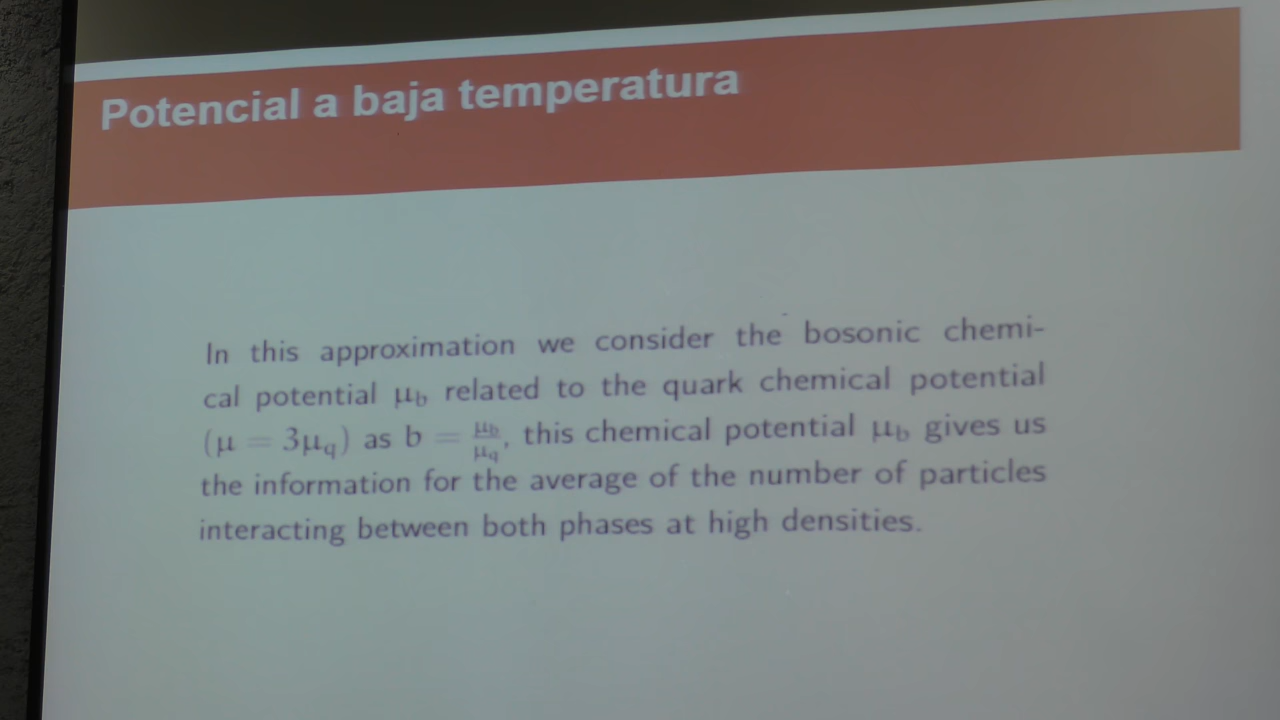 Potencial a baja temperatura
In this approximation we consider the bosonic chemi-
cal potential μb related to the quark chemical potential
(μ = 3μq) as b = μb/μq, this chemical potential μb gives us
the information for the average of the number of particles
interacting between both phases at high densities.